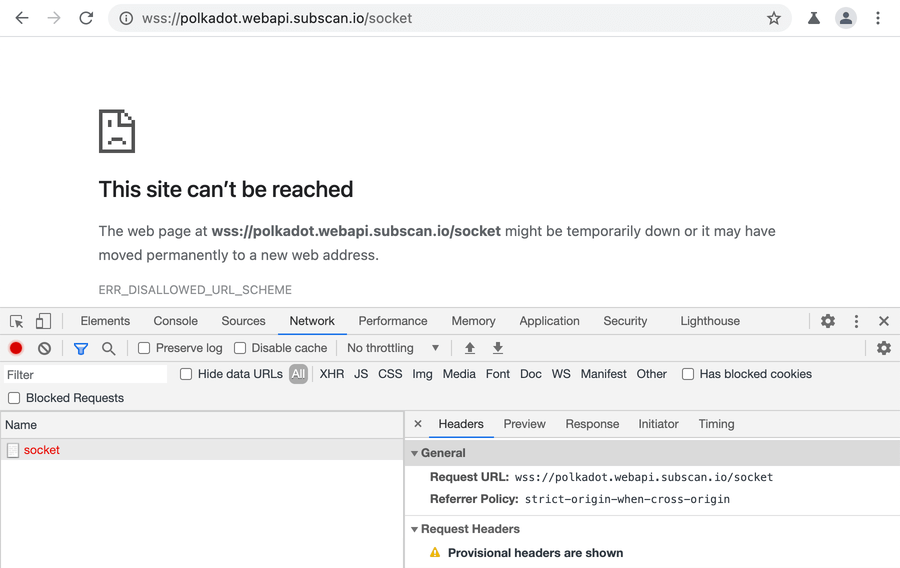 wss://polkadot.webapi.subscan.io/socket
This site can’t be reached
The web page at wss://polkadot.webapi.subscan.io/socket might be temporarily down or it may have
moved permanently to a new web address.
ERR_DISALLOWED_URL_SCHEME
Elements Console Sources Network Performance Memory Application Security Lighthouse
Preserve log Disable cache No throttling
Filter Hide data URLs All XHR JS CSS Img Media Font Doc WS Manifest Other Has blocked cookies
Blocked Requests
Name
socket
Headers Preview Response Initiator Timing
General
Request URL: wss://polkadot.webapi.subscan.io/socket
Referrer Policy: strict-origin-when-cross-origin
Request Headers
Provisional headers are shown